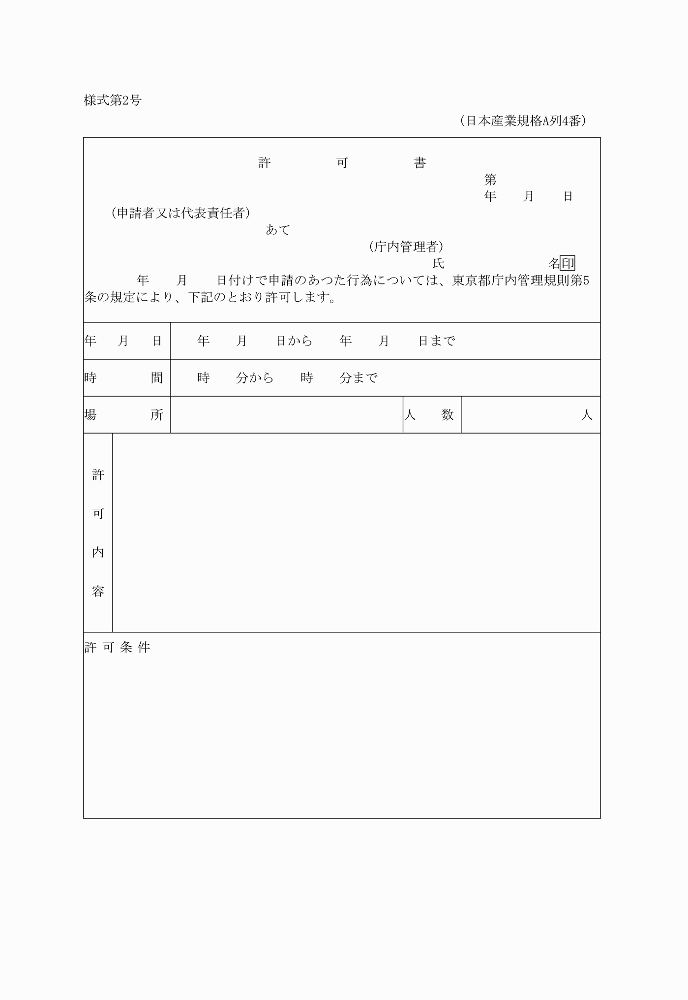 様式第2号
（日本産業規格A列4番）
許　可　書
第
年　月　日
（申請者又は代表責任者）
あて
（庁内管理者）
氏　名印
年　月　日付けで申請のあつた行為については、東京都庁内管理規則第5
条の規定により、下記のとおり許可します。
年　月　日　年　月　日から　年　月　日まで
時　間　時　分から　時　分まで
場　所　人　数　人
許
可
内
容
許可条件